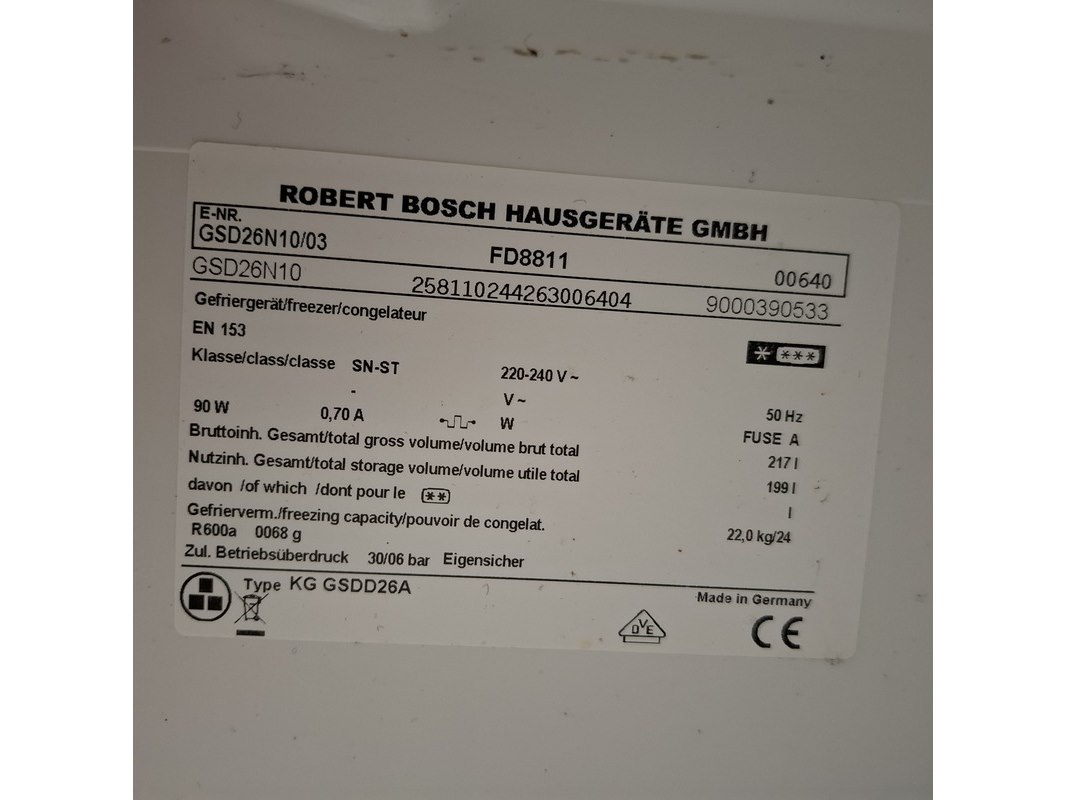 ROBERT BOSCH HAUSGERÄTE GMBH
E-NR.
GSD26N10/03 FD8811 00640
GSD26N10 258110244263006404 9000390533
Gefriergerät/freezer/congelateur
EN 153
Klasse/class/classe SN-ST 220-240 V ~ 50 Hz
- V ~ FUSE A
90 W 0,70 A W
Bruttoinh. Gesamt/total gross volume/volume brut total 217 l
Nutzinh. Gesamt/total storage volume/volume utile total 199 l
davon /of which /dont pour le ** l
Gefrierverm./freezing capacity/pouvoir de congelat. 22,0 kg/24
R600a 0068 g
Zul. Betriebsüberdruck 30/06 bar Eigensicher
Type KG GSDD26A Made in Germany
DVE CE